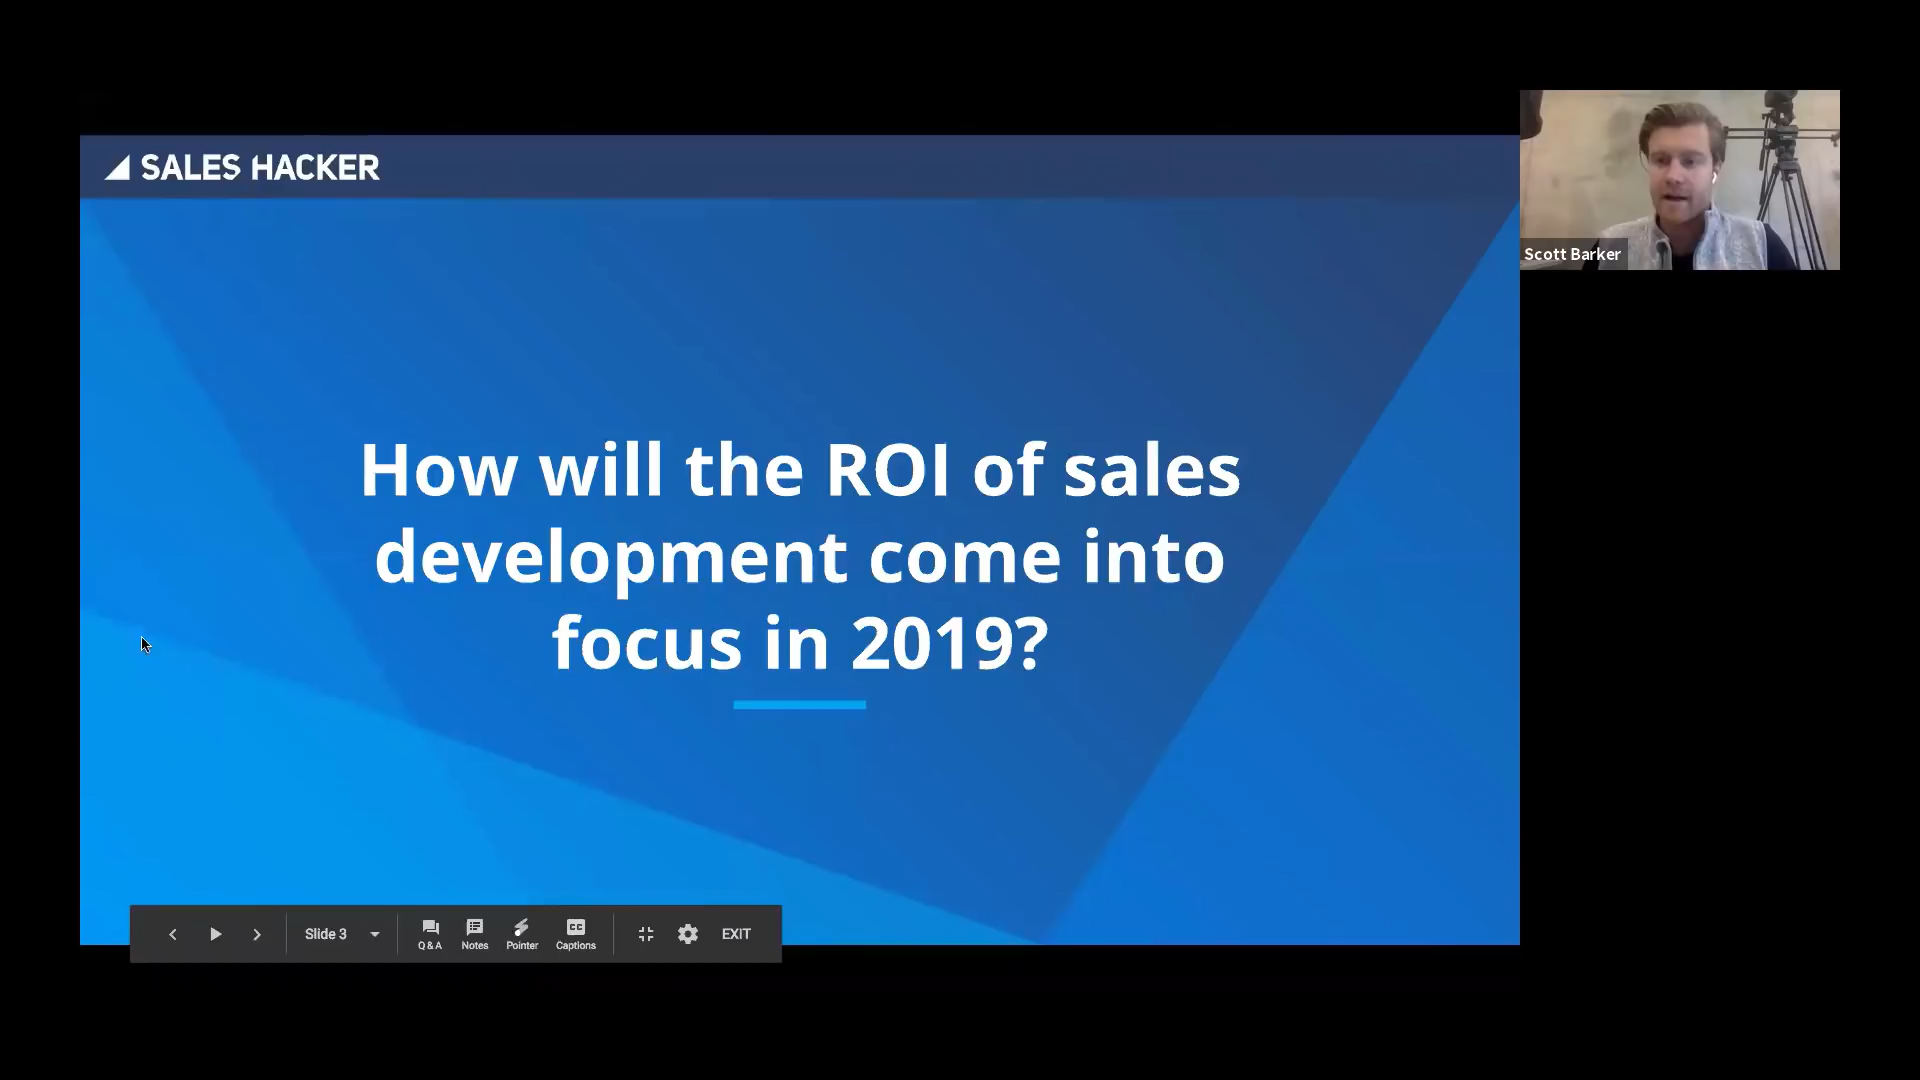 SALES HACKER
Scott Barker
How will the ROI of sales
development come into
focus in 2019?
Slide 3
Q & A
Notes
Pointer
CC
Captions
EXIT